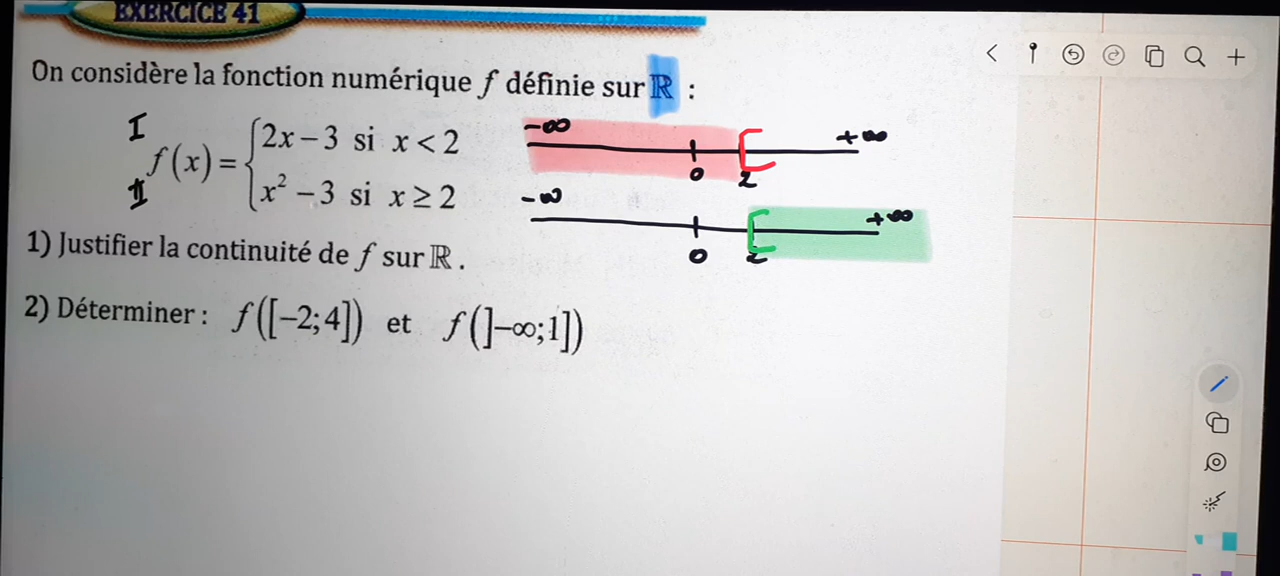 EXERCICE 41
On considère la fonction numérique f définie sur ℝ :
I
f(x) = { 2x – 3 si x < 2
II
x² – 3 si x ≥ 2
-∞ 0 2 +∞
-∞ 0 2 +∞
1) Justifier la continuité de f sur ℝ .
2) Déterminer : f([–2;4]) et f(]–∞;1])